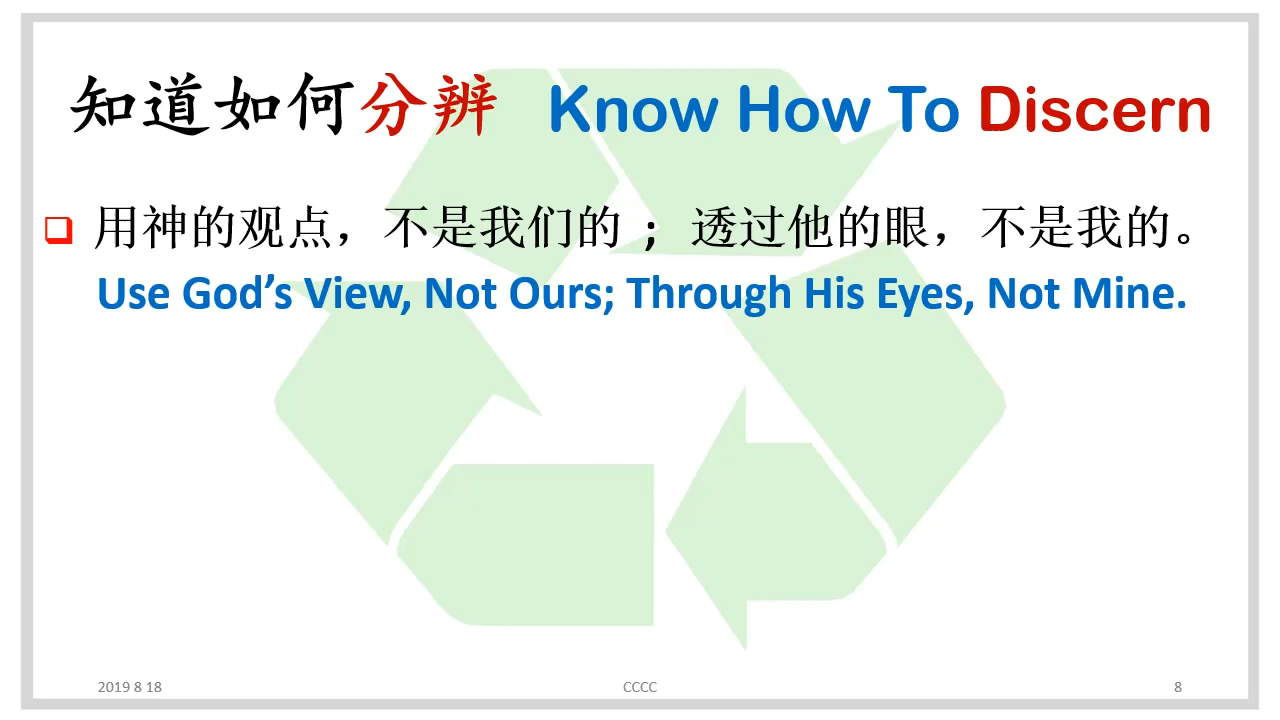 知道如何分辨 Know How To Discern
用神的观点，不是我们的 ；透过他的眼，不是我的。
Use God’s View, Not Ours; Through His Eyes, Not Mine.
2019 8 18 CCCC 8